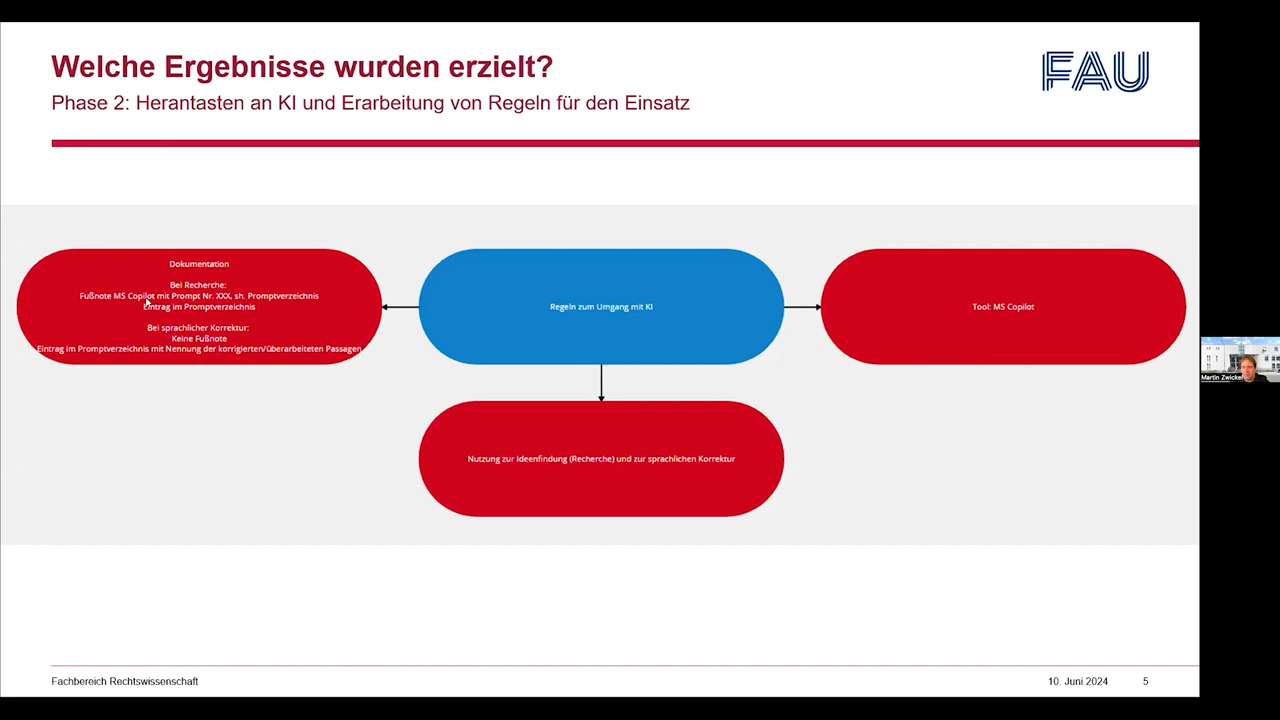 Welche Ergebnisse wurden erzielt?
Phase 2: Herantasten an KI und Erarbeitung von Regeln für den Einsatz
FAU
Dokumentation
Bei Recherche:
Fußnote MS Copilot mit Prompt Nr. XXX, sh. Promptverzeichnis
Eintrag im Promptverzeichnis
Bei sprachlicher Korrektur:
Keine Fußnote
Eintrag im Promptverzeichnis mit Nennung der korrigierten/überarbeiteten Passagen
Regeln zum Umgang mit KI
Tool: MS Copilot
Nutzung zur Ideenfindung (Recherche) und zur sprachlichen Korrektur
Martin Zwickel
Fachbereich Rechtswissenschaft
10. Juni 2024
5